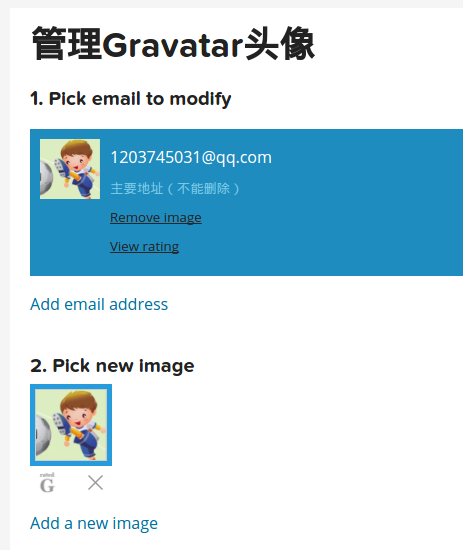 管理Gravatar头像
1. Pick email to modify
1203745031@qq.com
主要地址（不能删除）
Remove image
View rating
Add email address
2. Pick new image
rated
G
Add a new image